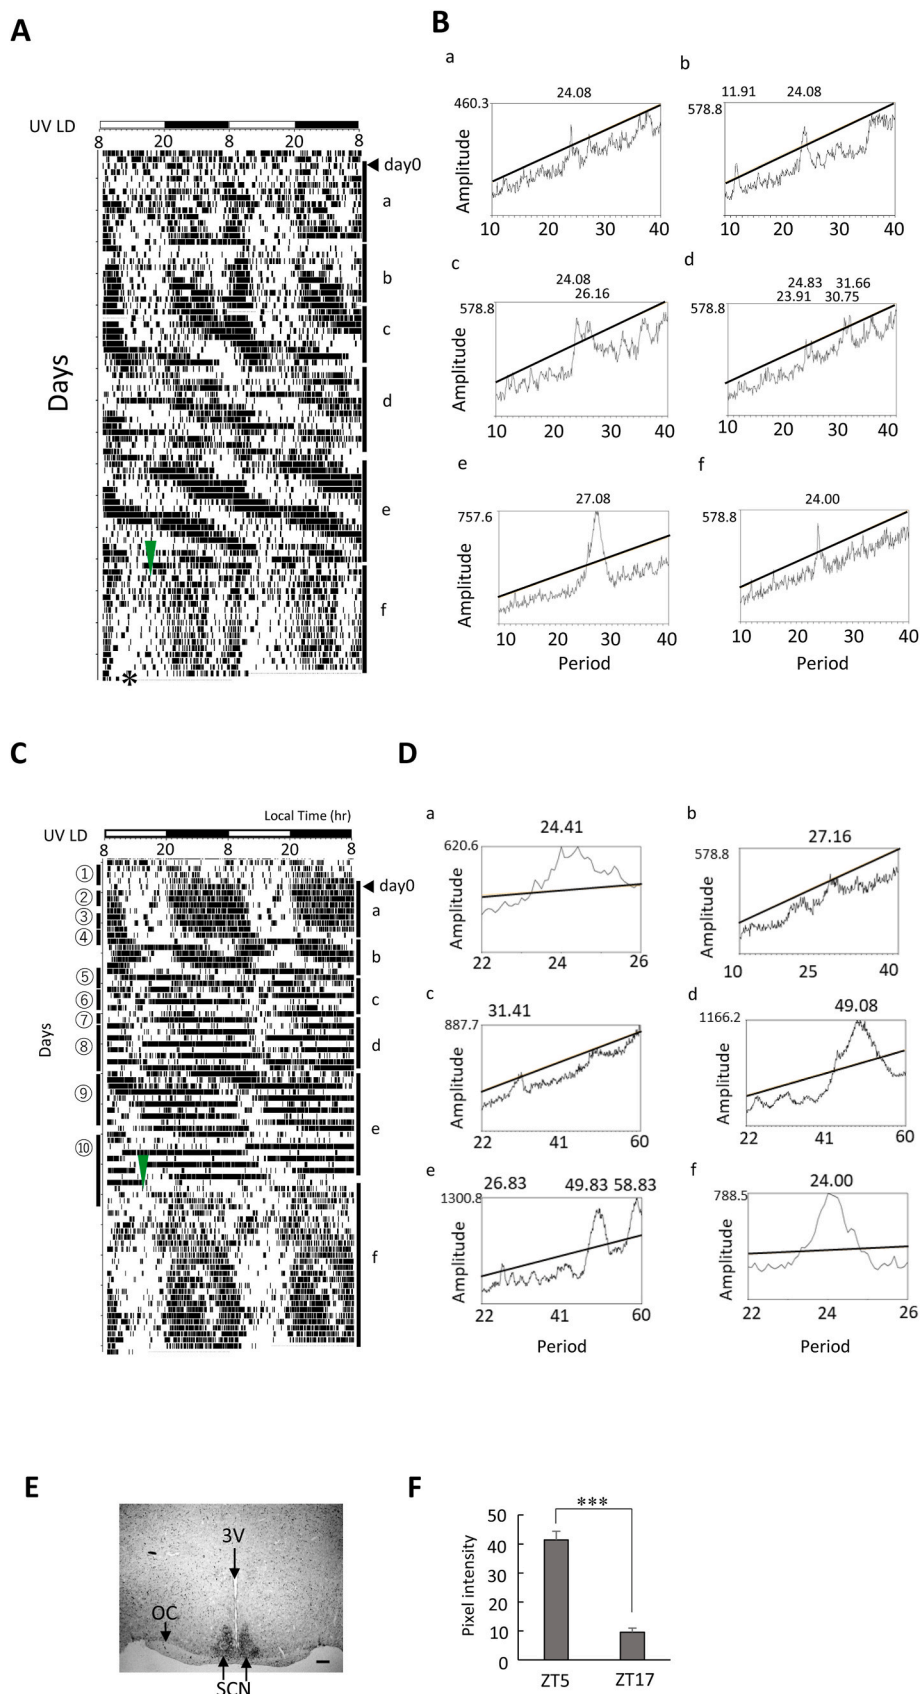 A
UV LD
8 20 8 20 8
day0
a
b
c
d
e
f
Days
*
B
a
24.08
460.3
Amplitude
10 20 30 40
b
11.91 24.08
578.8
10 20 30 40
c
24.08
26.16
578.8
Amplitude
10 20 30 40
d
24.83 31.66
23.91 30.75
578.8
10 20 30 40
e
27.08
757.6
Amplitude
10 20 30 40
Period
f
24.00
578.8
10 20 30 40
Period
C
Local Time (hr)
UV LD
8 20 8 20 8
day0
①
②
③
④
⑤
⑥
⑦
⑧
⑨
⑩
Days
a
b
c
d
e
f
D
a
24.41
620.6
Amplitude
22 24 26
b
27.16
578.8
Amplitude
10 25 40
c
31.41
887.7
Amplitude
22 41 60
d
49.08
1166.2
Amplitude
22 41 60
e
26.83 49.83 58.83
1300.8
Amplitude
22 41 60
Period
f
24.00
788.5
Amplitude
22 24 26
Period
E
3V
OC
SCN
F
***
Pixel intensity
50
40
30
20
10
0
ZT5 ZT17